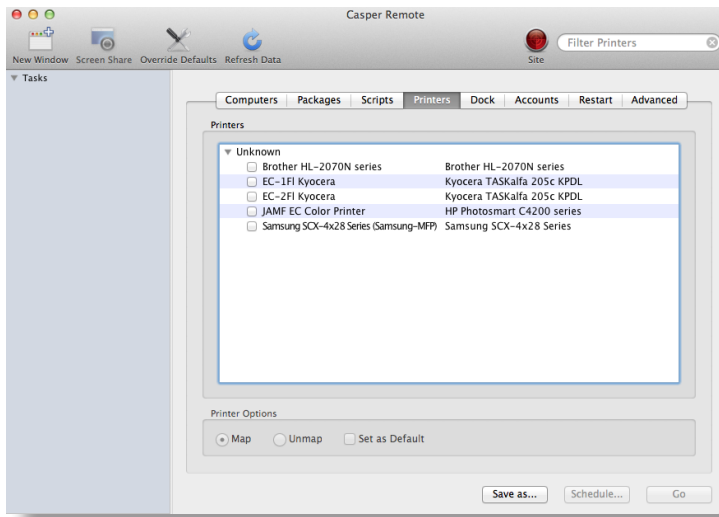 Casper Remote
New Window Screen Share Override Defaults Refresh Data Site Filter Printers
Tasks
Computers Packages Scripts Printers Dock Accounts Restart Advanced
Printers
Unknown
Brother HL-2070N series Brother HL-2070N series
EC-1Fl Kyocera Kyocera TASKalfa 205c KPDL
EC-2Fl Kyocera Kyocera TASKalfa 205c KPDL
JAMF EC Color Printer HP Photosmart C4200 series
Samsung SCX-4x28 Series (Samsung-MFP) Samsung SCX-4x28 Series
Printer Options
Map Unmap Set as Default
Save as... Schedule... Go